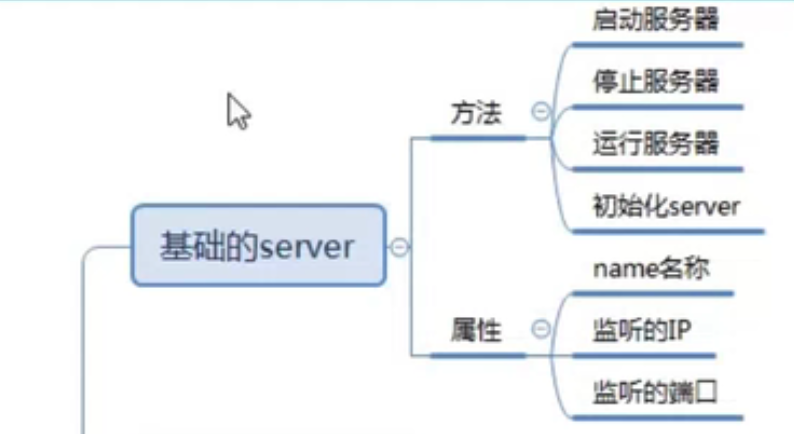 启动服务器
停止服务器
方法
运行服务器
初始化server
基础的server
name名称
属性
监听的IP
监听的端口